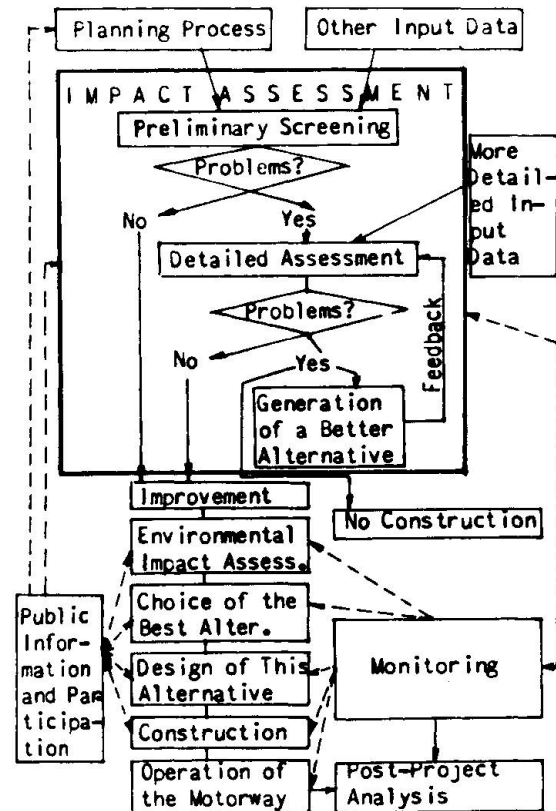 Planning Process
Other Input Data
IMPACT ASSESSMENT
Preliminary Screening
Problems?
More
Detail-
ed In-
put
Data
No
Yes
Detailed Assessment
Problems?
No
Yes
Feedback
Generation
of a Better
Alternative
Improvement
No Construction
Environmental
Impact Assess.
Choice of the
Best Alter.
Public
Infor-
mation
and Par
ticipa-
tion
Design of This
Alternative
Monitoring
Construction
Operation of
the Motorway
Post-Project
Analysis